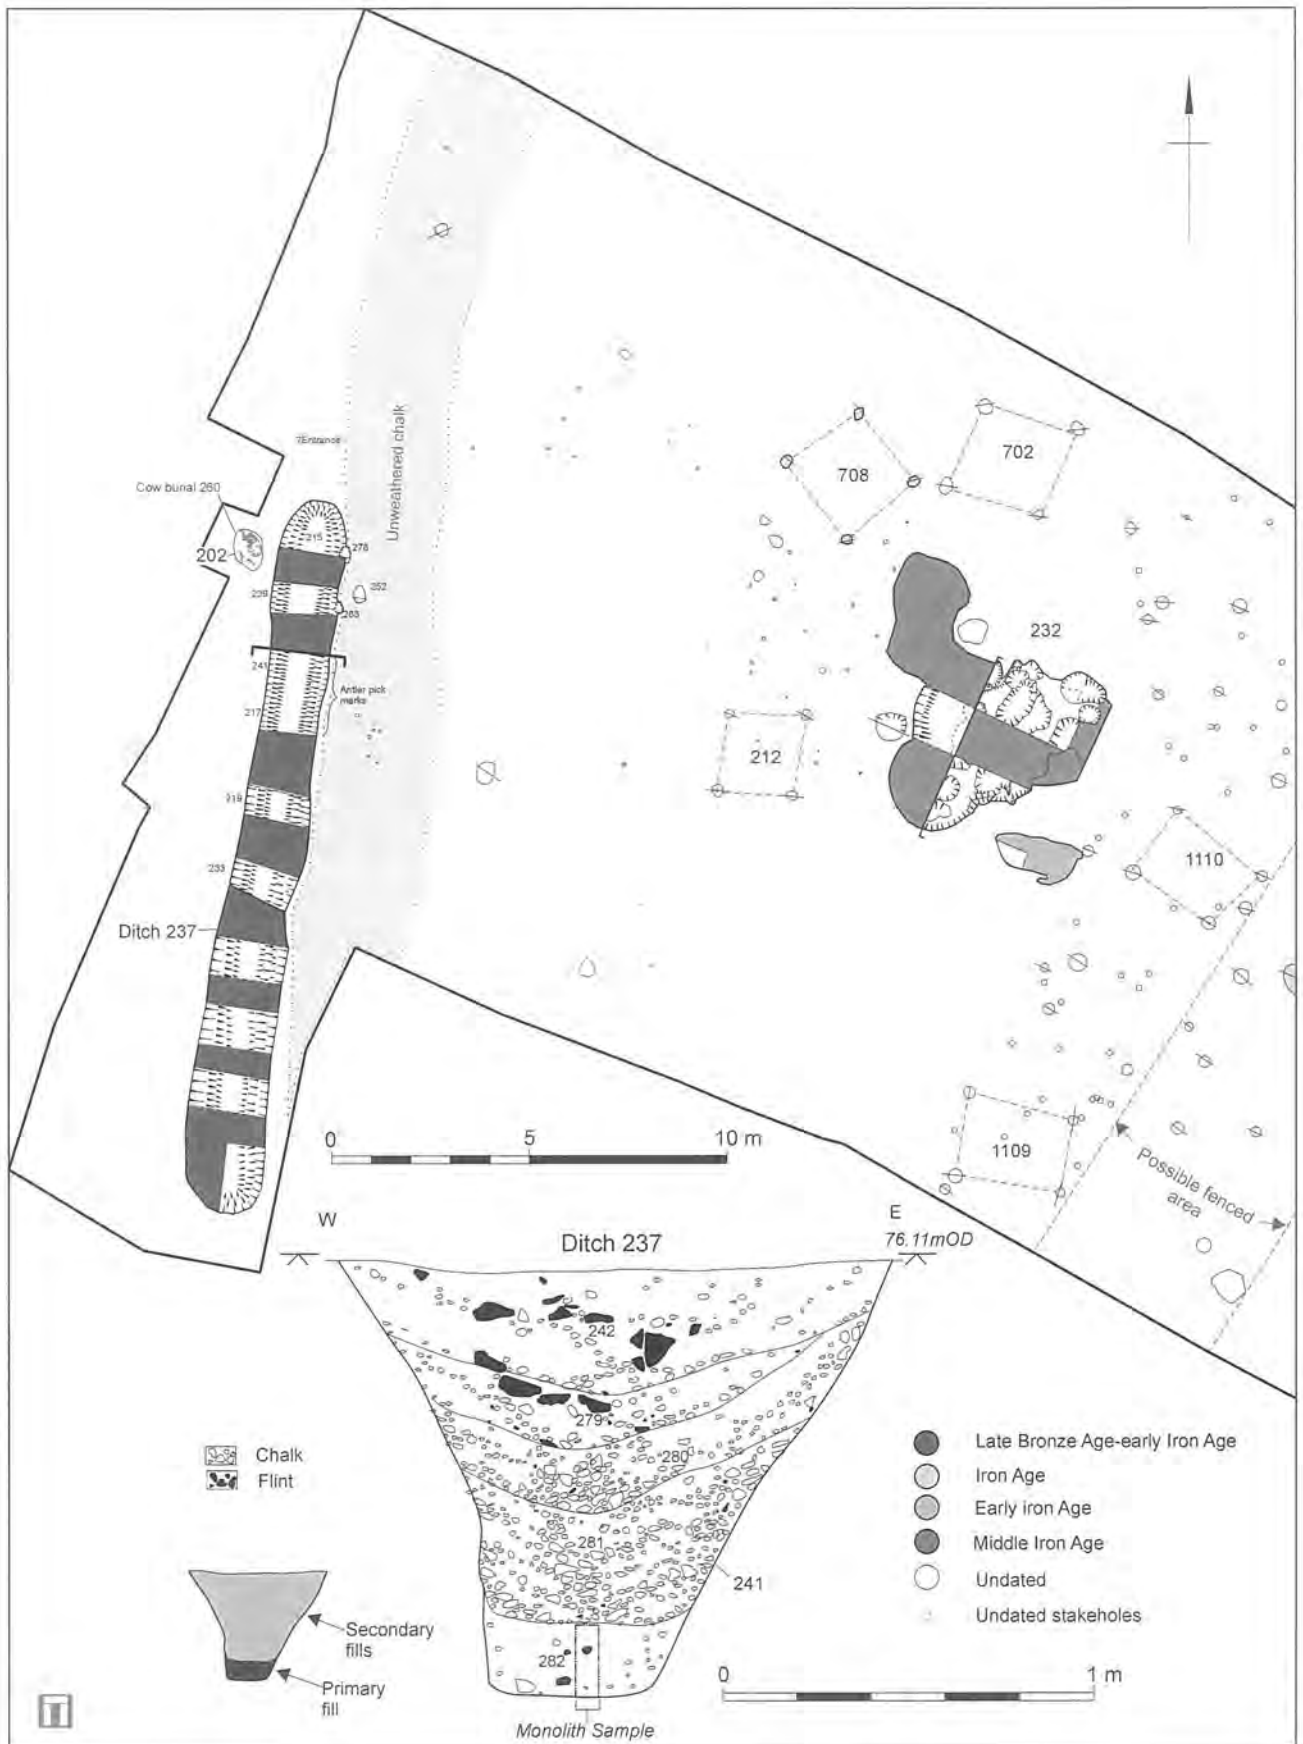 ?Entrance
Unweathered chalk
Cow burial 260
202
215
278
239
252
263
241
217
Antler pick
marks
219
233
Ditch 237
708
702
232
212
1110
1109
Possible fenced
area
0 5 10 m
W
E
76.11mOD
Ditch 237
242
279
280
281
241
282
Monolith Sample
Chalk
Flint
Secondary
fills
Primary
fill
Late Bronze Age-early Iron Age
Iron Age
Early iron Age
Middle Iron Age
Undated
Undated stakeholes
0 1 m